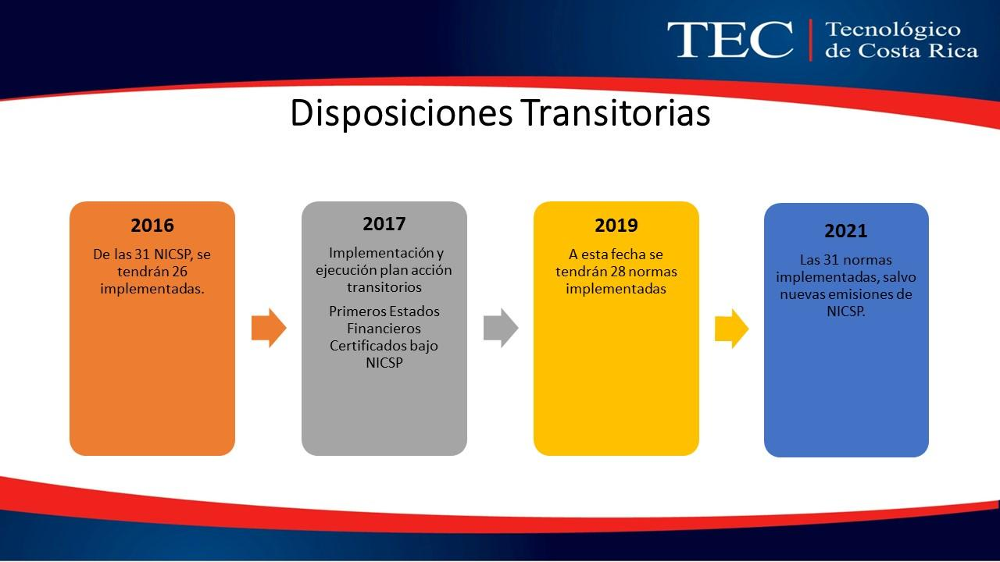 TEC
Tecnológico
de Costa Rica
Disposiciones Transitorias
2016
De las 31 NICSP, se
tendrán 26
implementadas.
2017
Implementación y
ejecución plan acción
transitorios
Primeros Estados
Financieros
Certificados bajo
NICSP
2019
A esta fecha se
tendrán 28 normas
implementadas
2021
Las 31 normas
implementadas, salvo
nuevas emisiones de
NICSP.